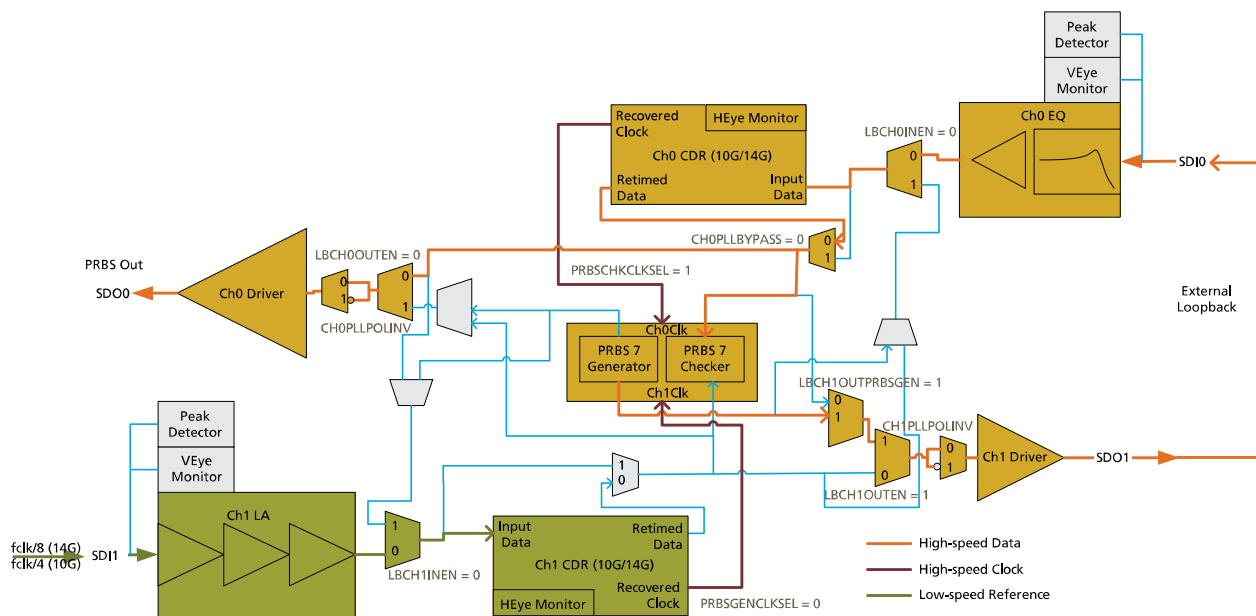 Peak
Detector
VEye
Monitor
Ch0 EQ
SDI0
LBCH0INEN = 0
0
1
Recovered
Clock
HEye Monitor
Ch0 CDR (10G/14G)
Retimed
Data
Input
Data
CH0PLLBYPASS = 0
0
1
PRBSCHKCLKSEL = 1
PRBS Out
SDO0
Ch0 Driver
LBCH0OUTEN = 0
0
1
0
1
CH0PLLPOLINV
External
Loopback
Ch0Clk
PRBS 7
Generator
PRBS 7
Checker
Ch1Clk
LBCH1OUTPRBSGEN = 1
0
1
CH1PLLPOLINV
1
0
0
1
Ch1 Driver
SDO1
LBCH1OUTEN = 1
Peak
Detector
VEye
Monitor
Ch1 LA
fclk/8 (14G)
fclk/4 (10G)
SDI1
1
0
LBCH1INEN = 0
1
0
Input
Data
Retimed
Data
Ch1 CDR (10G/14G)
Recovered
Clock
HEye Monitor
PRBSGENCLKSEL = 0
High-speed Data
High-speed Clock
Low-speed Reference